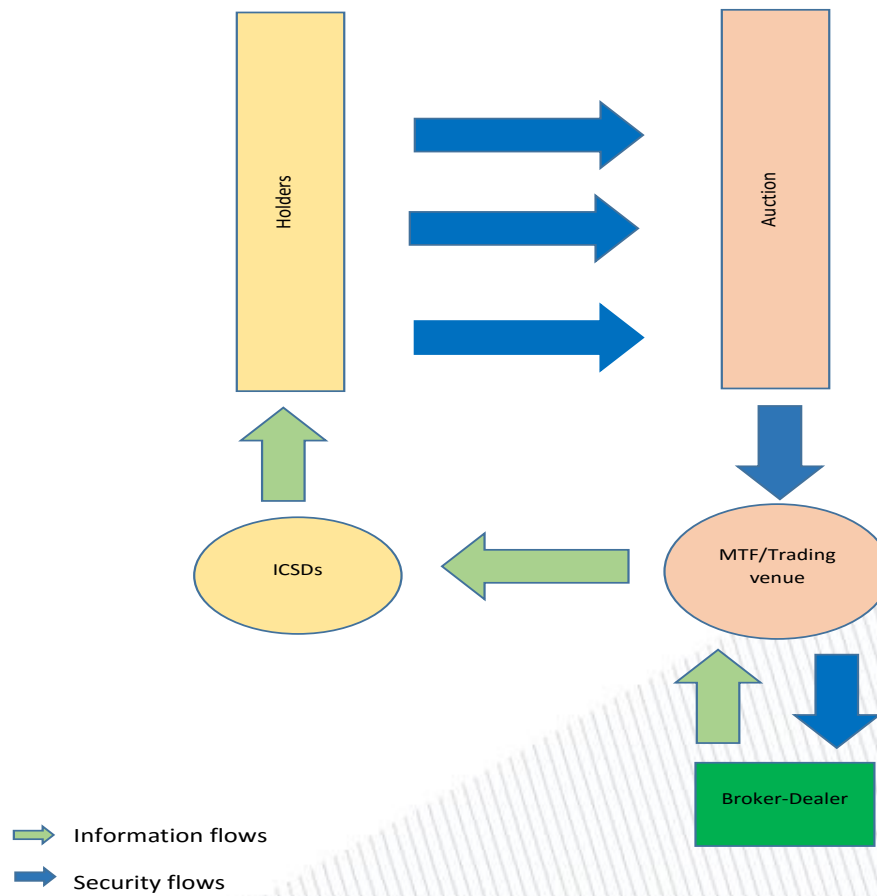 Holders
Auction
ICSDs
MTF/Trading
venue
Broker-Dealer
Information flows
Security flows